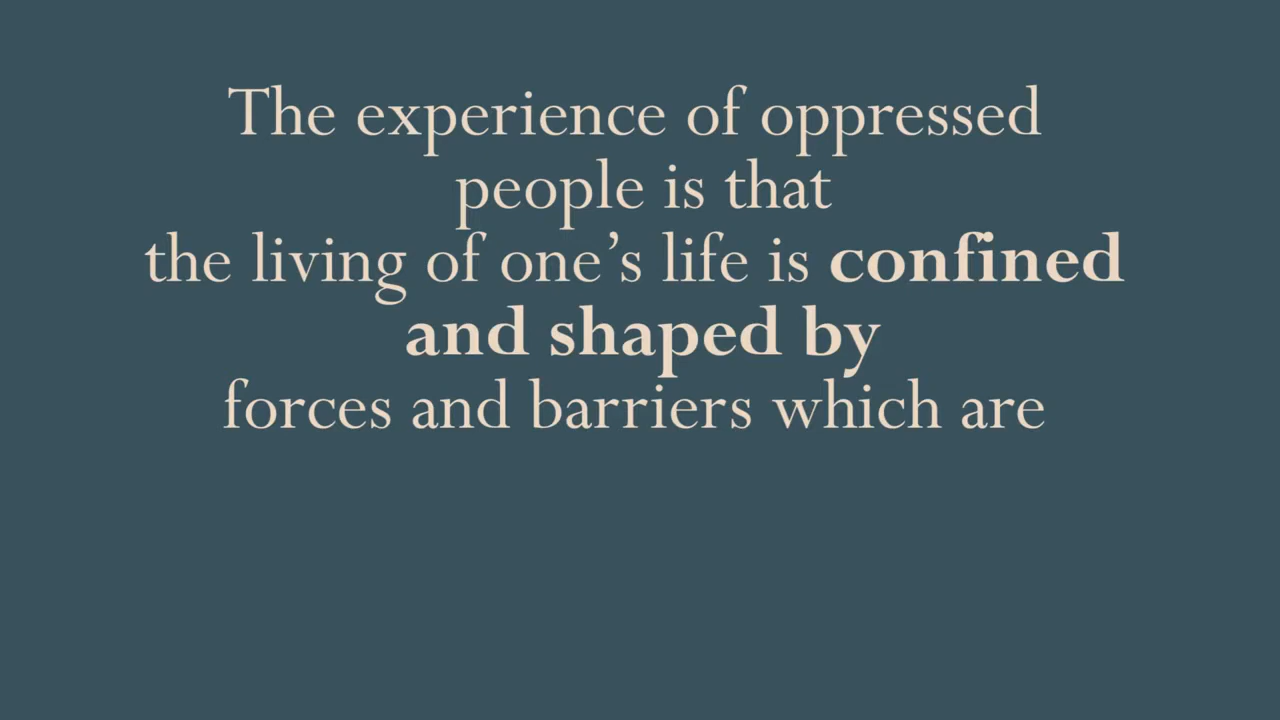 The experience of oppressed
people is that
the living of one’s life is confined
and shaped by
forces and barriers which are